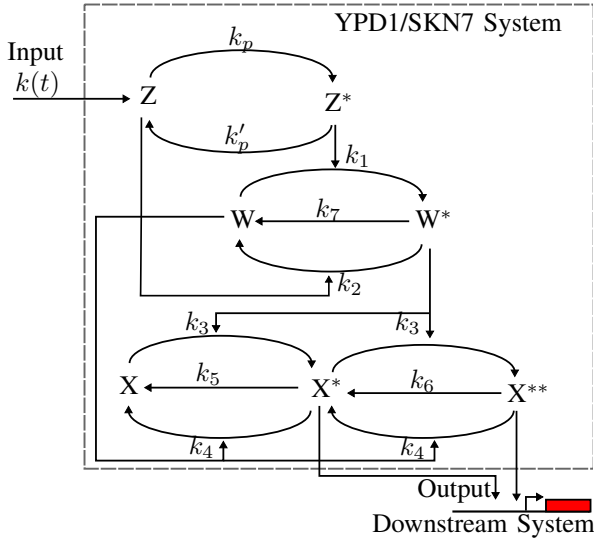 YPD1/SKN7 System
Input
k(t)
k_p
Z
Z*
k'_p
k_1
W
k_7
W*
k_2
k_3
k_3
X
k_5
X*
k_6
X**
k_4
k_4
Output
Downstream System